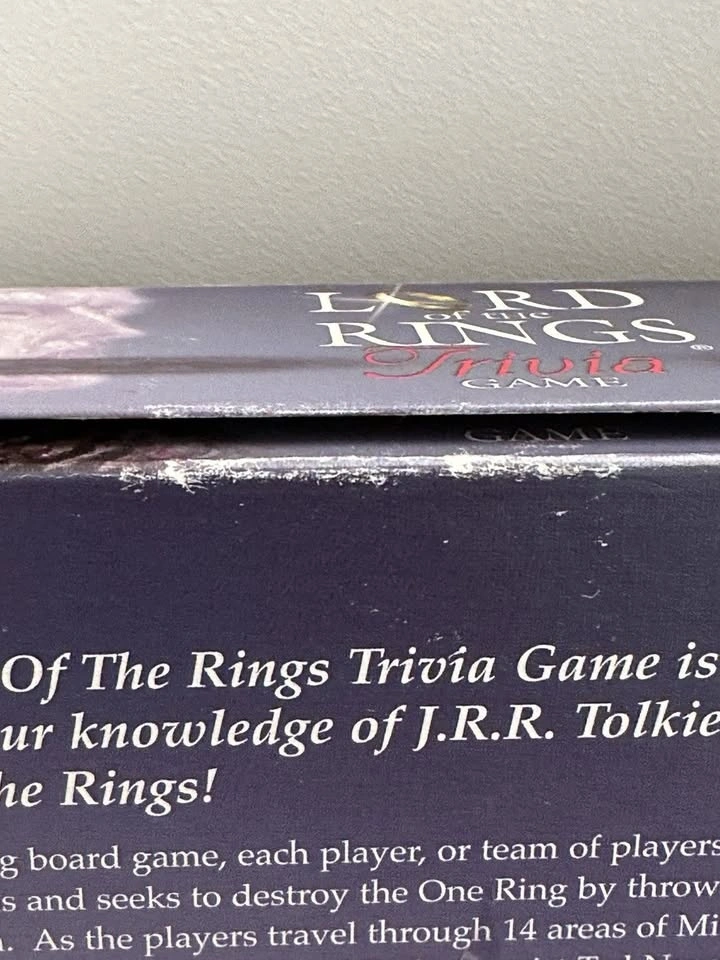 LORD
of the
RINGS®
Trivia
GAME
GAME
Of The Rings Trivia Game is
ur knowledge of J.R.R. Tolkie
he Rings!
g board game, each player, or team of players
s and seeks to destroy the One Ring by throw
. As the players travel through 14 areas of Mi